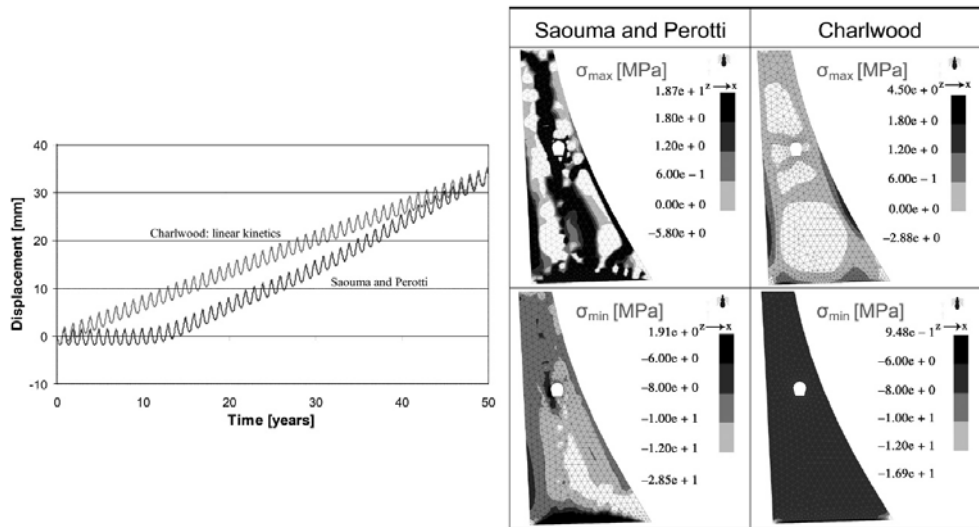 40
30
20
10
0
-10
Displacement [mm]
Charlwood: linear kinetics
Saouma and Perotti
0 10 20 30 40 50
Time [years]
Saouma and Perotti
Charlwood
σmax [MPa]
z x
1.87e + 1
1.80e + 0
1.20e + 0
6.00e − 1
0.00e + 0
−5.80e + 0
σmax [MPa]
z x
4.50e + 0
1.80e + 0
1.20e + 0
6.00e − 1
0.00e + 0
−2.88e + 0
σmin [MPa]
z x
1.91e + 0
−6.00e + 0
−8.00e + 0
−1.00e + 1
−1.20e + 1
−2.85e + 1
σmin [MPa]
z x
9.48e − 1
−6.00e + 0
−8.00e + 0
−1.00e + 1
−1.20e + 1
−1.69e + 1